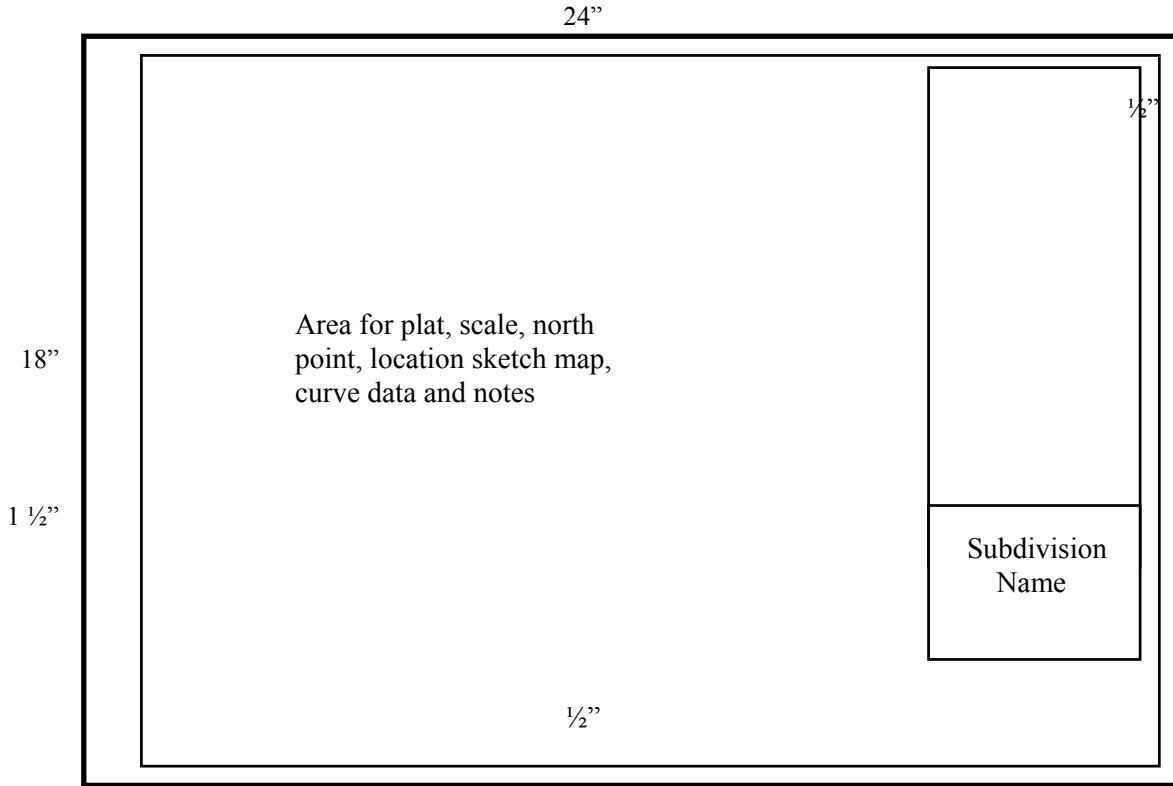 24”
½”
Area for plat, scale, north
point, location sketch map,
curve data and notes
18”
1 ½”
Subdivision
Name
½”